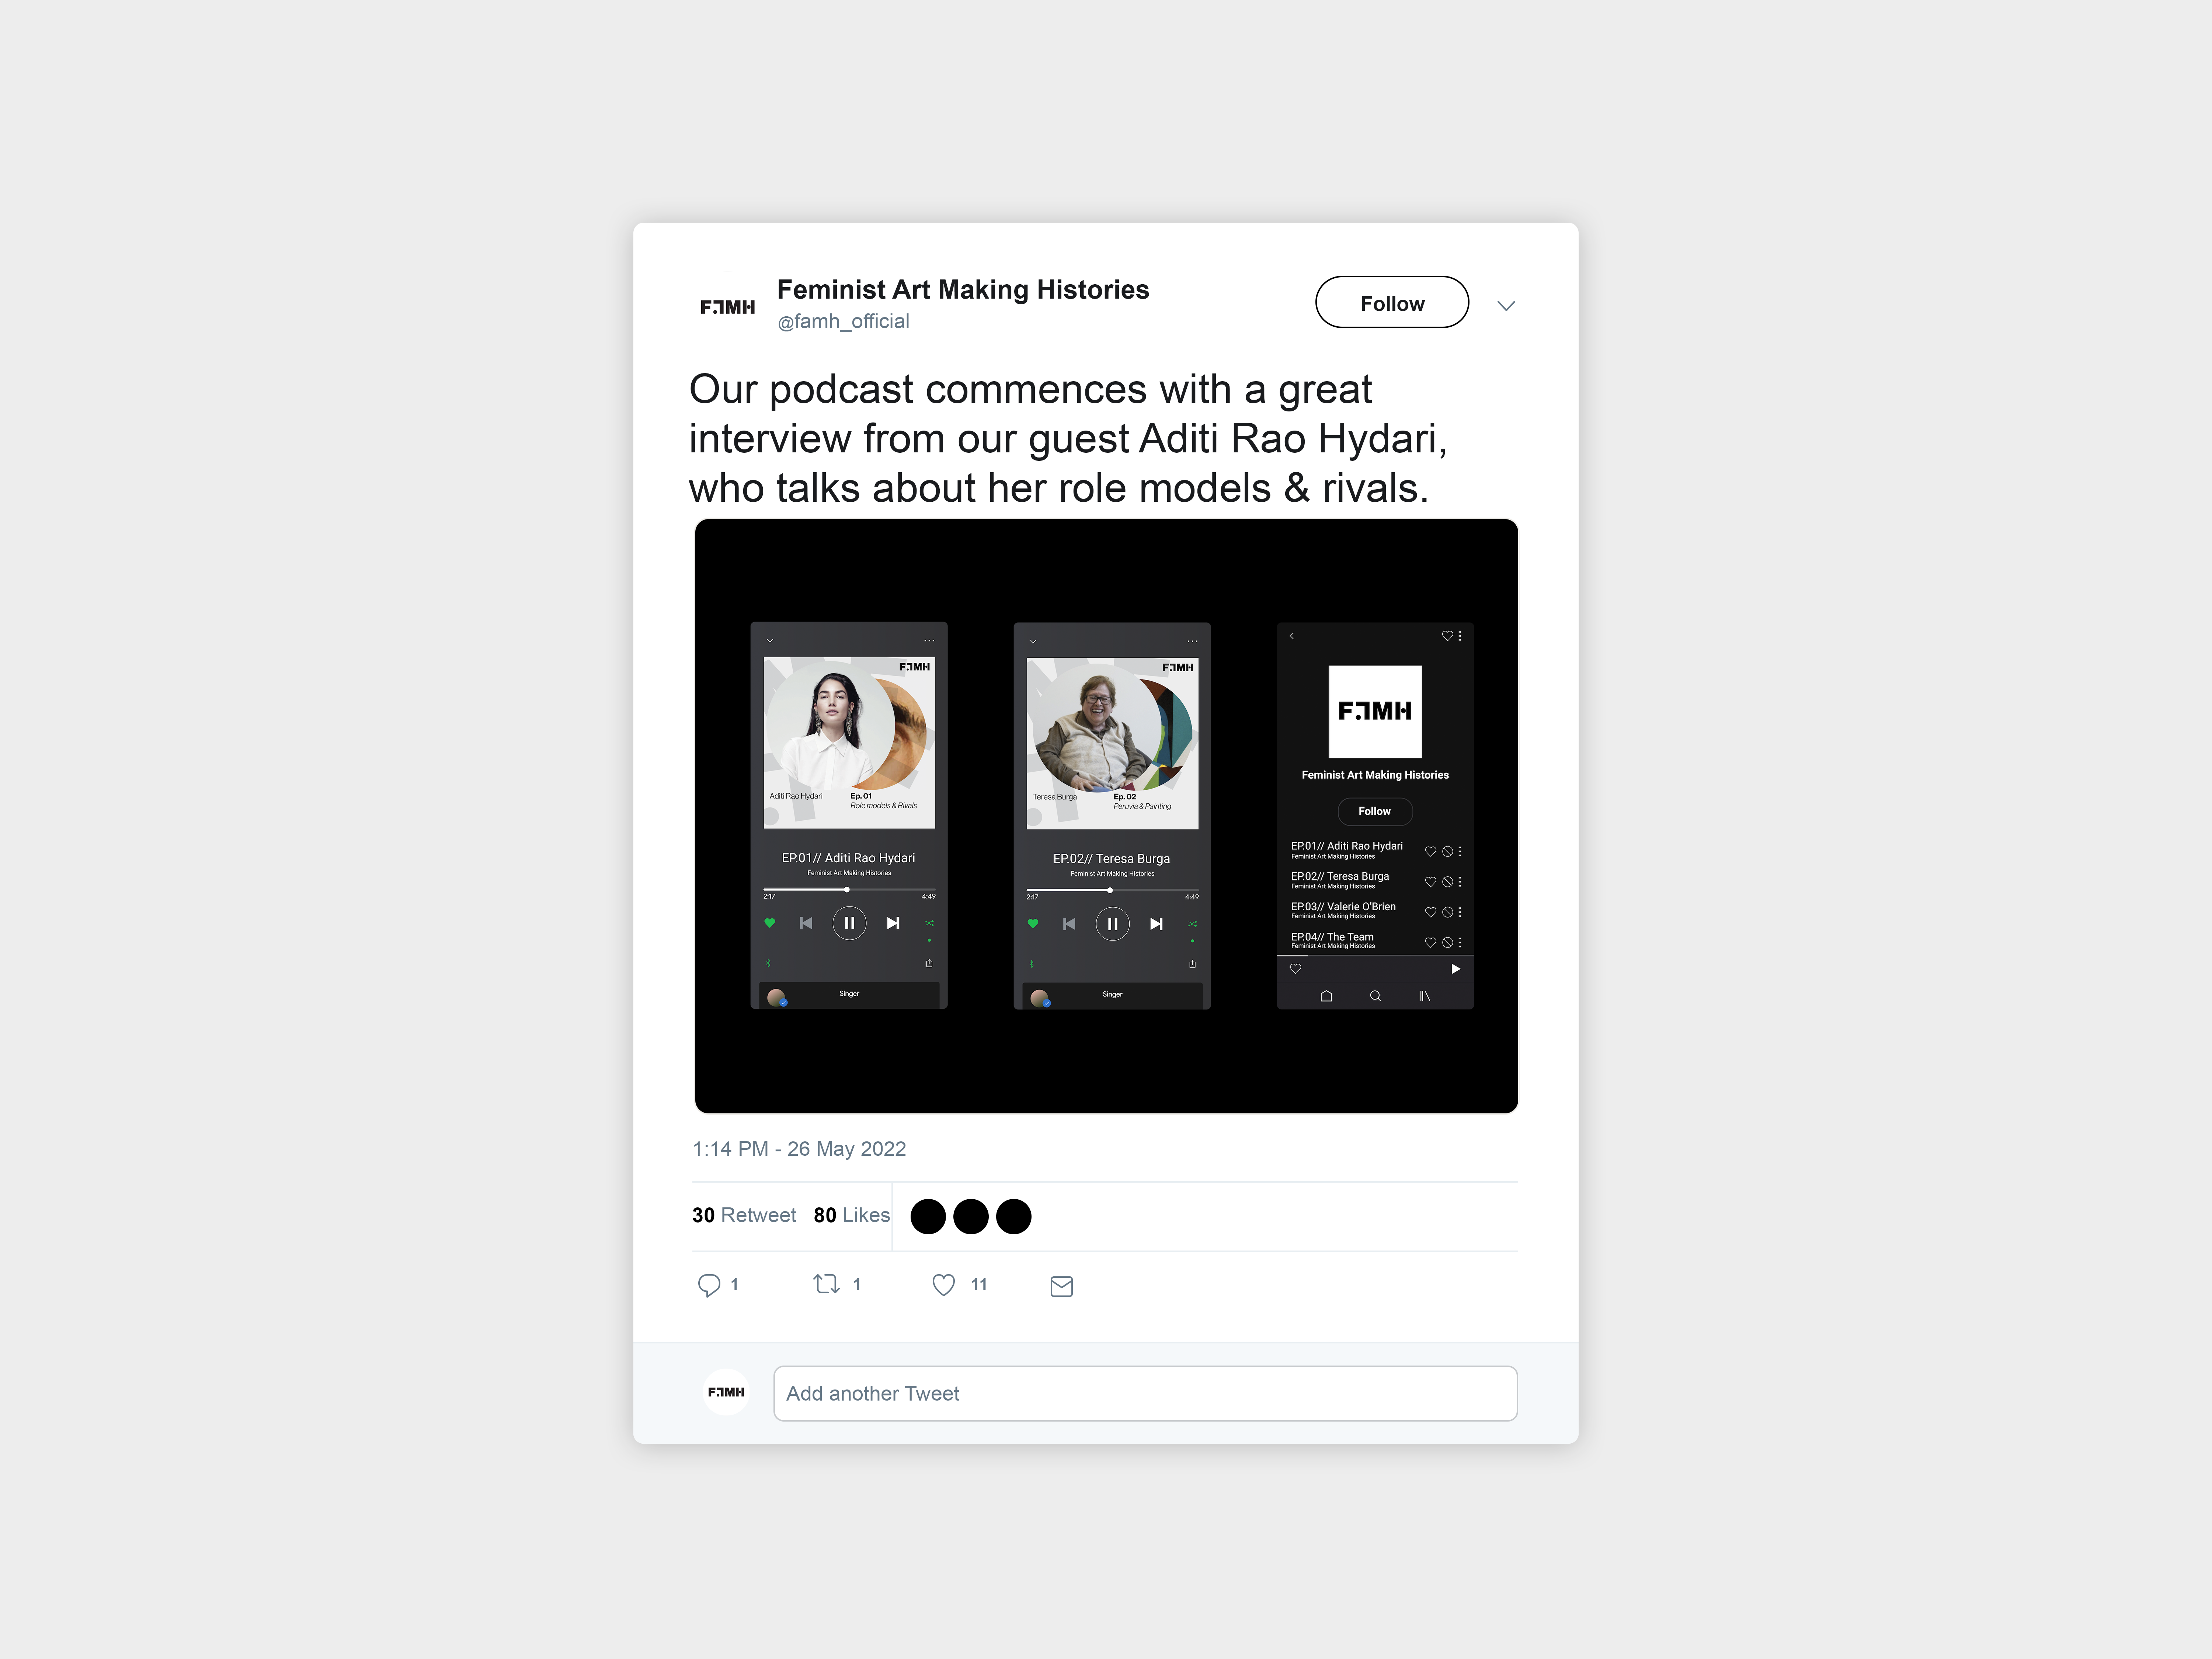 F.AMH
Feminist Art Making Histories
@famh_official
Follow
Our podcast commences with a great
interview from our guest Aditi Rao Hydari,
who talks about her role models & rivals.
F.AMH
Aditi Rao Hydari
Ep. 01
Role models & Rivals
EP.01// Aditi Rao Hydari
Feminist Art Making Histories
2:17 4:49
Singer
F.AMH
Teresa Burga
Ep. 02
Peruvia & Painting
EP.02// Teresa Burga
Feminist Art Making Histories
2:17 4:49
Singer
F.AMH
Feminist Art Making Histories
Follow
EP.01// Aditi Rao Hydari
Feminist Art Making Histories
EP.02// Teresa Burga
Feminist Art Making Histories
EP.03// Valerie O'Brien
Feminist Art Making Histories
EP.04// The Team
Feminist Art Making Histories
1:14 PM - 26 May 2022
30 Retweet 80 Likes
1 1 11
F.AMH
Add another Tweet